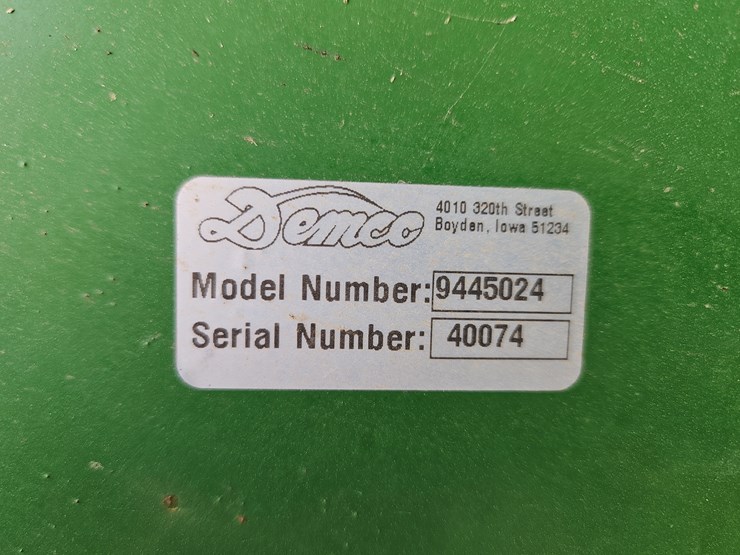 Demco
4010 320th Street
Boyden, Iowa 51234
Model Number: 9445024
Serial Number: 40074